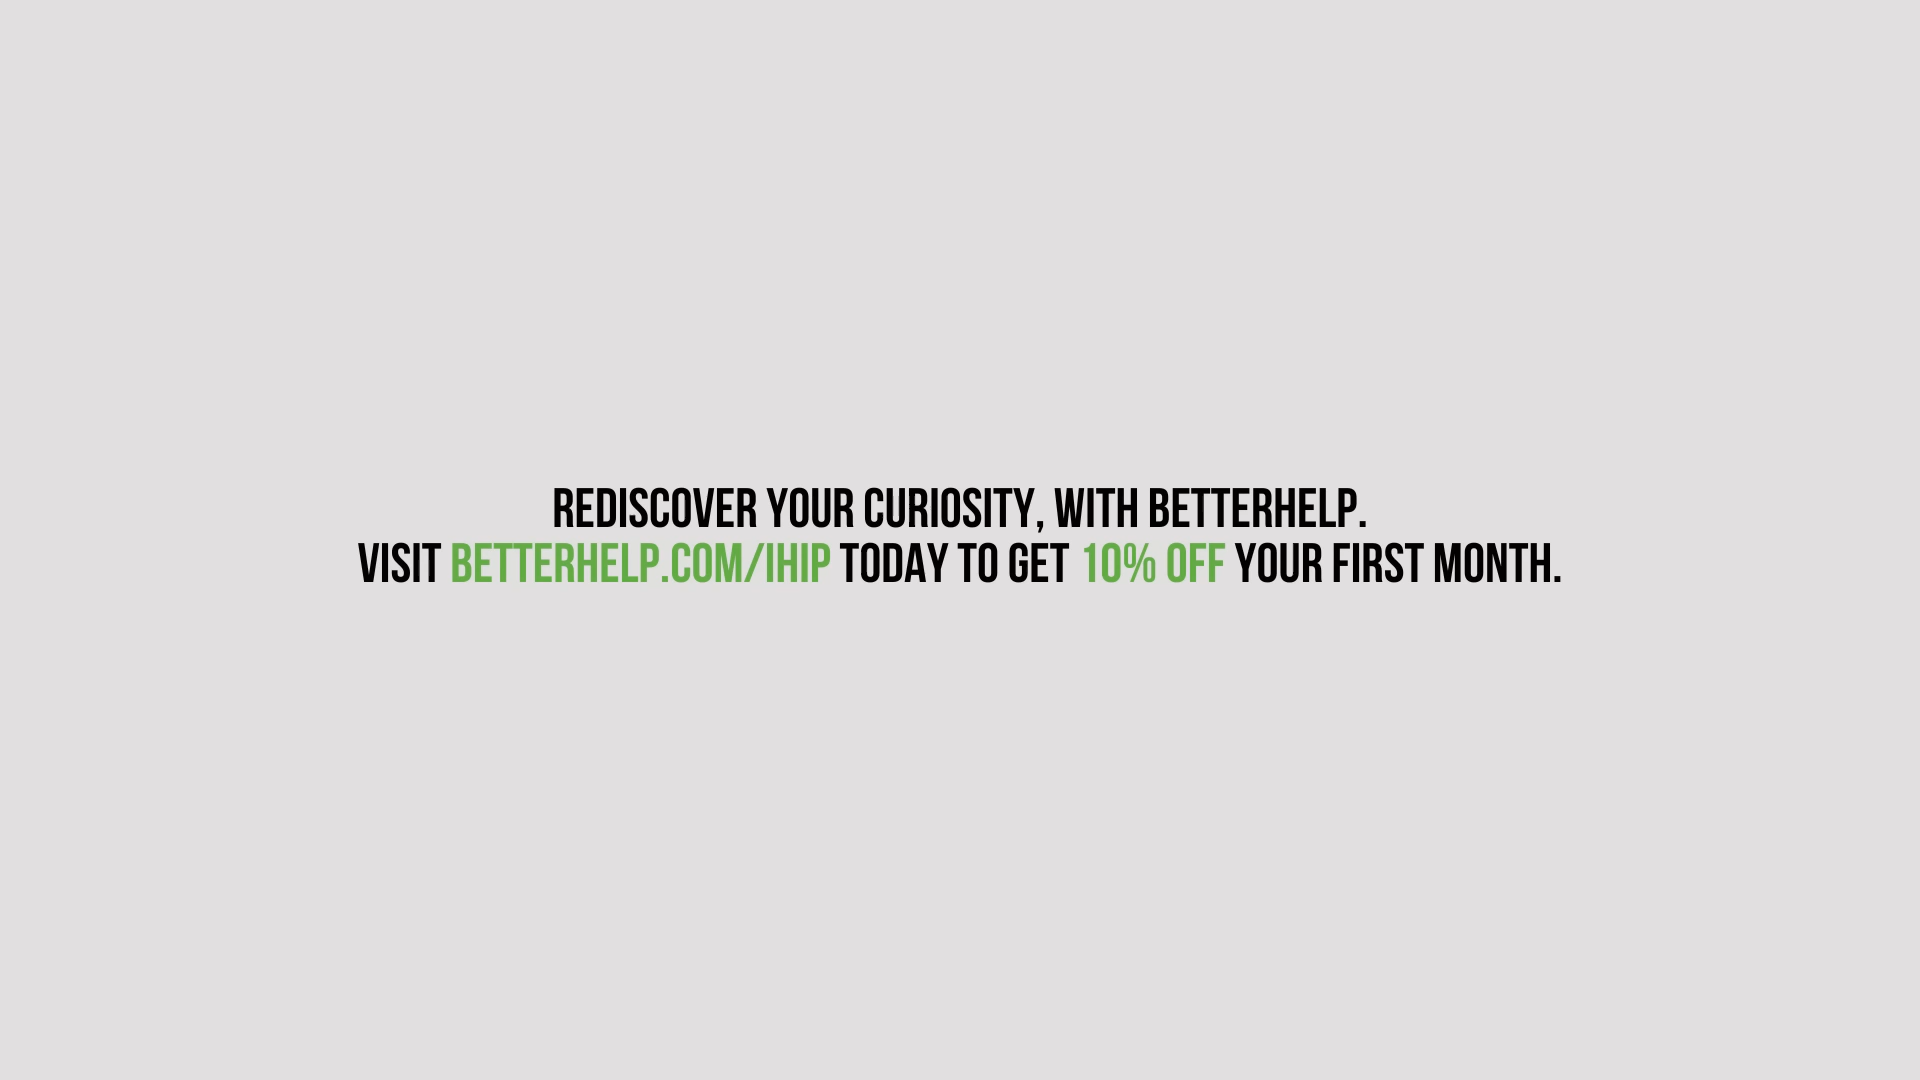 REDISCOVER YOUR CURIOSITY, WITH BETTERHELP.
VISIT BETTERHELP.COM/IHIP TODAY TO GET 10% OFF YOUR FIRST MONTH.